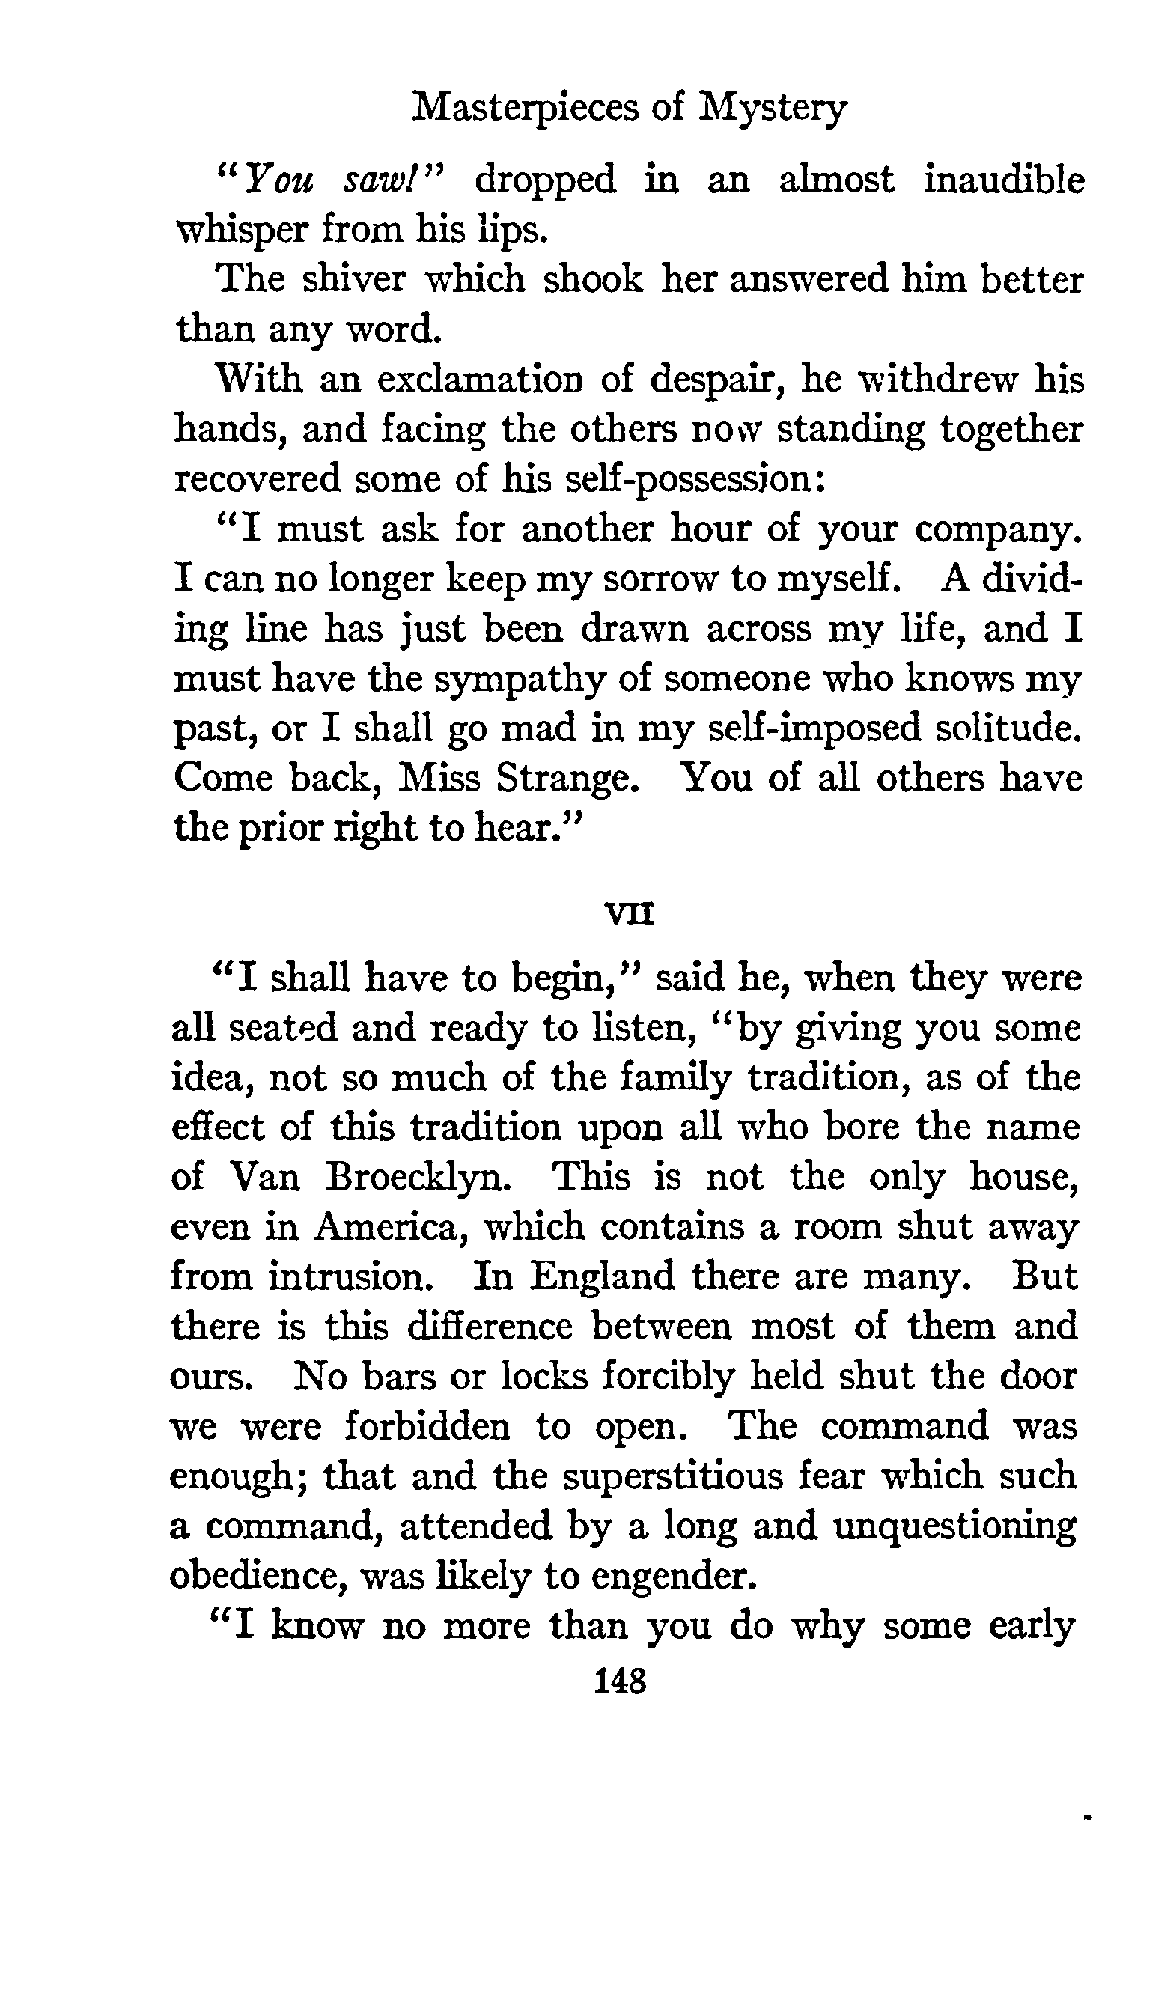 Masterpieces of Mystery
"You saw!" dropped in an almost inaudible
whisper from his lips.
The shiver which shook her answered him better
than any word.
With an exclamation of despair, he withdrew his
hands, and facing the others now standing together
recovered some of his self-possession:
"I must ask for another hour of your company.
I can no longer keep my sorrow to myself. A divid-
ing line has just been drawn across my life, and I
must have the sympathy of someone who knows my
past, or I shall go mad in my self-imposed solitude.
Come back, Miss Strange. You of all others have
the prior right to hear."
VII
"I shall have to begin," said he, when they were
all seated and ready to listen, "by giving you some
idea, not so much of the family tradition, as of the
effect of this tradition upon all who bore the name
of Van Broecklyn. This is not the only house,
even in America, which contains a room shut away
from intrusion. In England there are many. But
there is this difference between most of them and
ours. No bars or locks forcibly held shut the door
we were forbidden to open. The command was
enough; that and the superstitious fear which such
a command, attended by a long and unquestioning
obedience, was likely to engender.
"I know no more than you do why some early
148